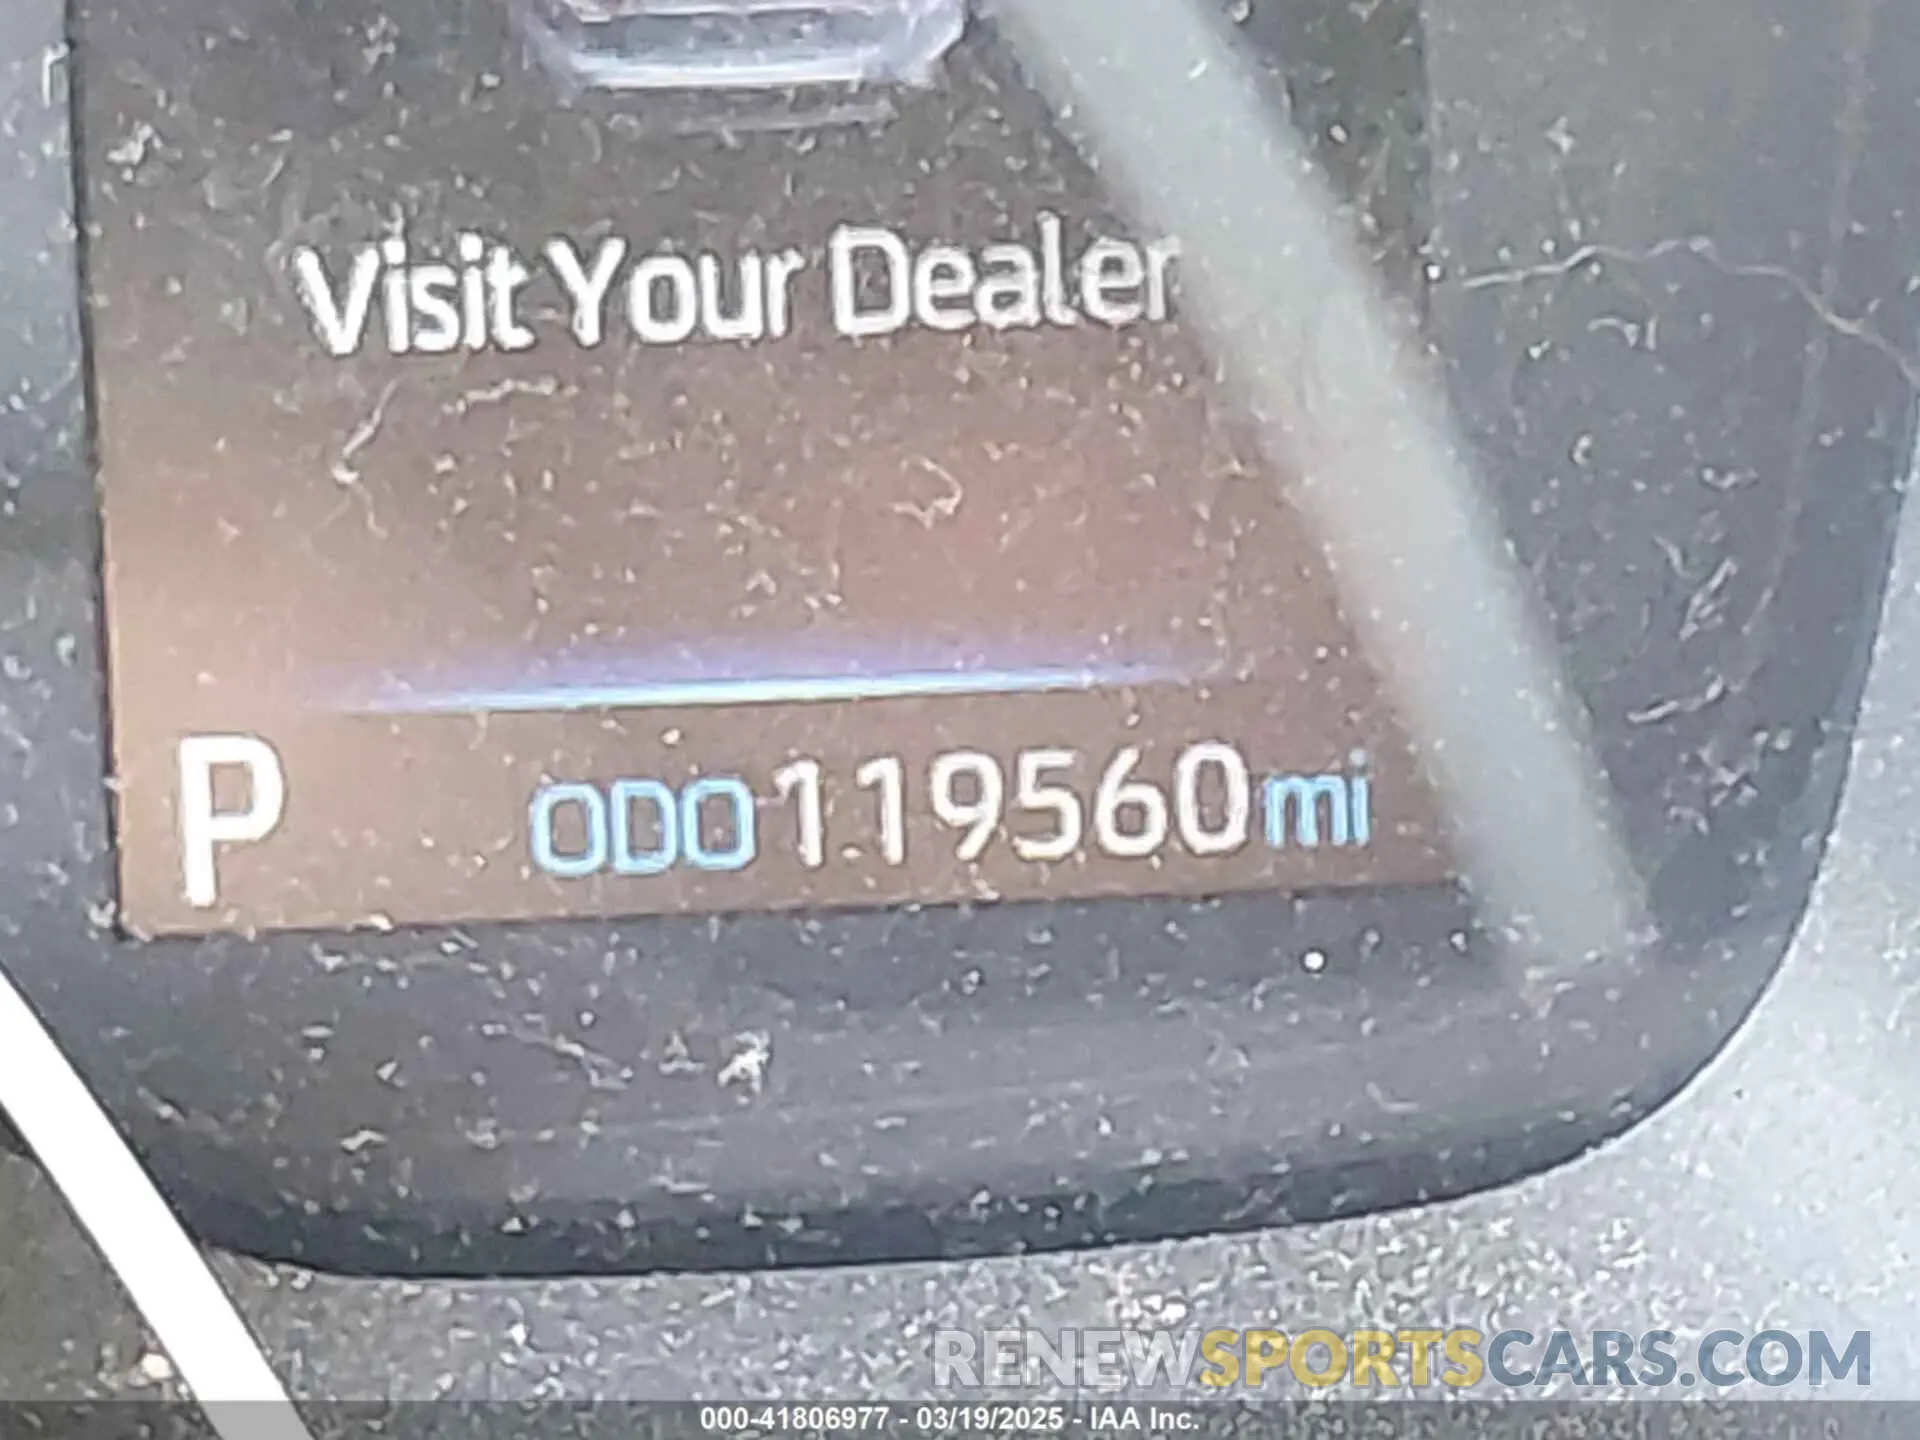 Visit Your Dealer
P ODO 119560 mi
RENEWSPORTSCARS.COM
000-41806977 - 03/19/2025 - IAA Inc.